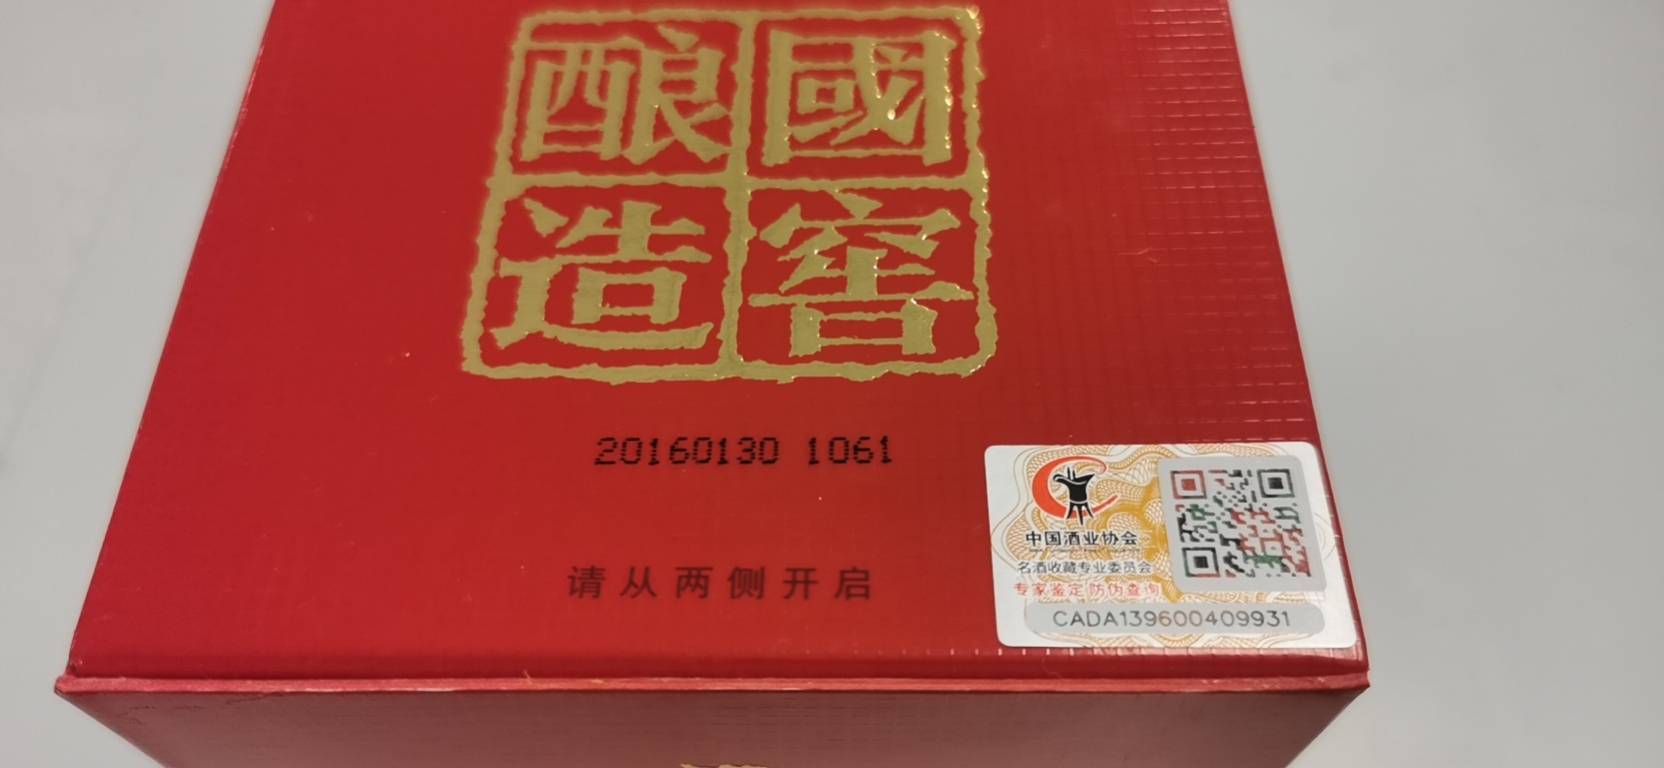 國窖
酿造
20160130 1061
请从两侧开启
中国酒业协会
名酒收藏专业委员会
专家鉴定 防伪查询
CADA139600409931